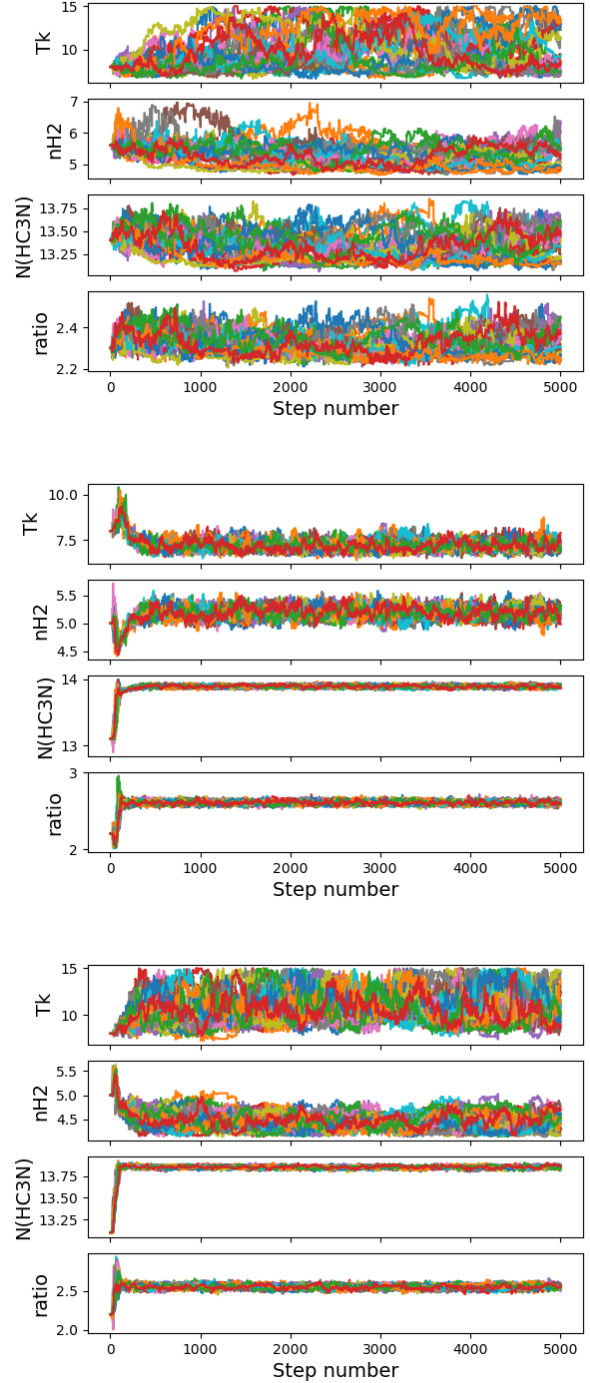 15
10
Tk
7
6
5
nH2
13.75
13.50
13.25
N(HC3N)
2.4
2.2
ratio
0 1000 2000 3000 4000 5000
Step number
10.0
7.5
Tk
5.5
5.0
4.5
nH2
14
13
N(HC3N)
3
2
ratio
0 1000 2000 3000 4000 5000
Step number
15
10
Tk
5.5
5.0
4.5
nH2
13.75
13.50
13.25
N(HC3N)
2.5
2.0
ratio
0 1000 2000 3000 4000 5000
Step number